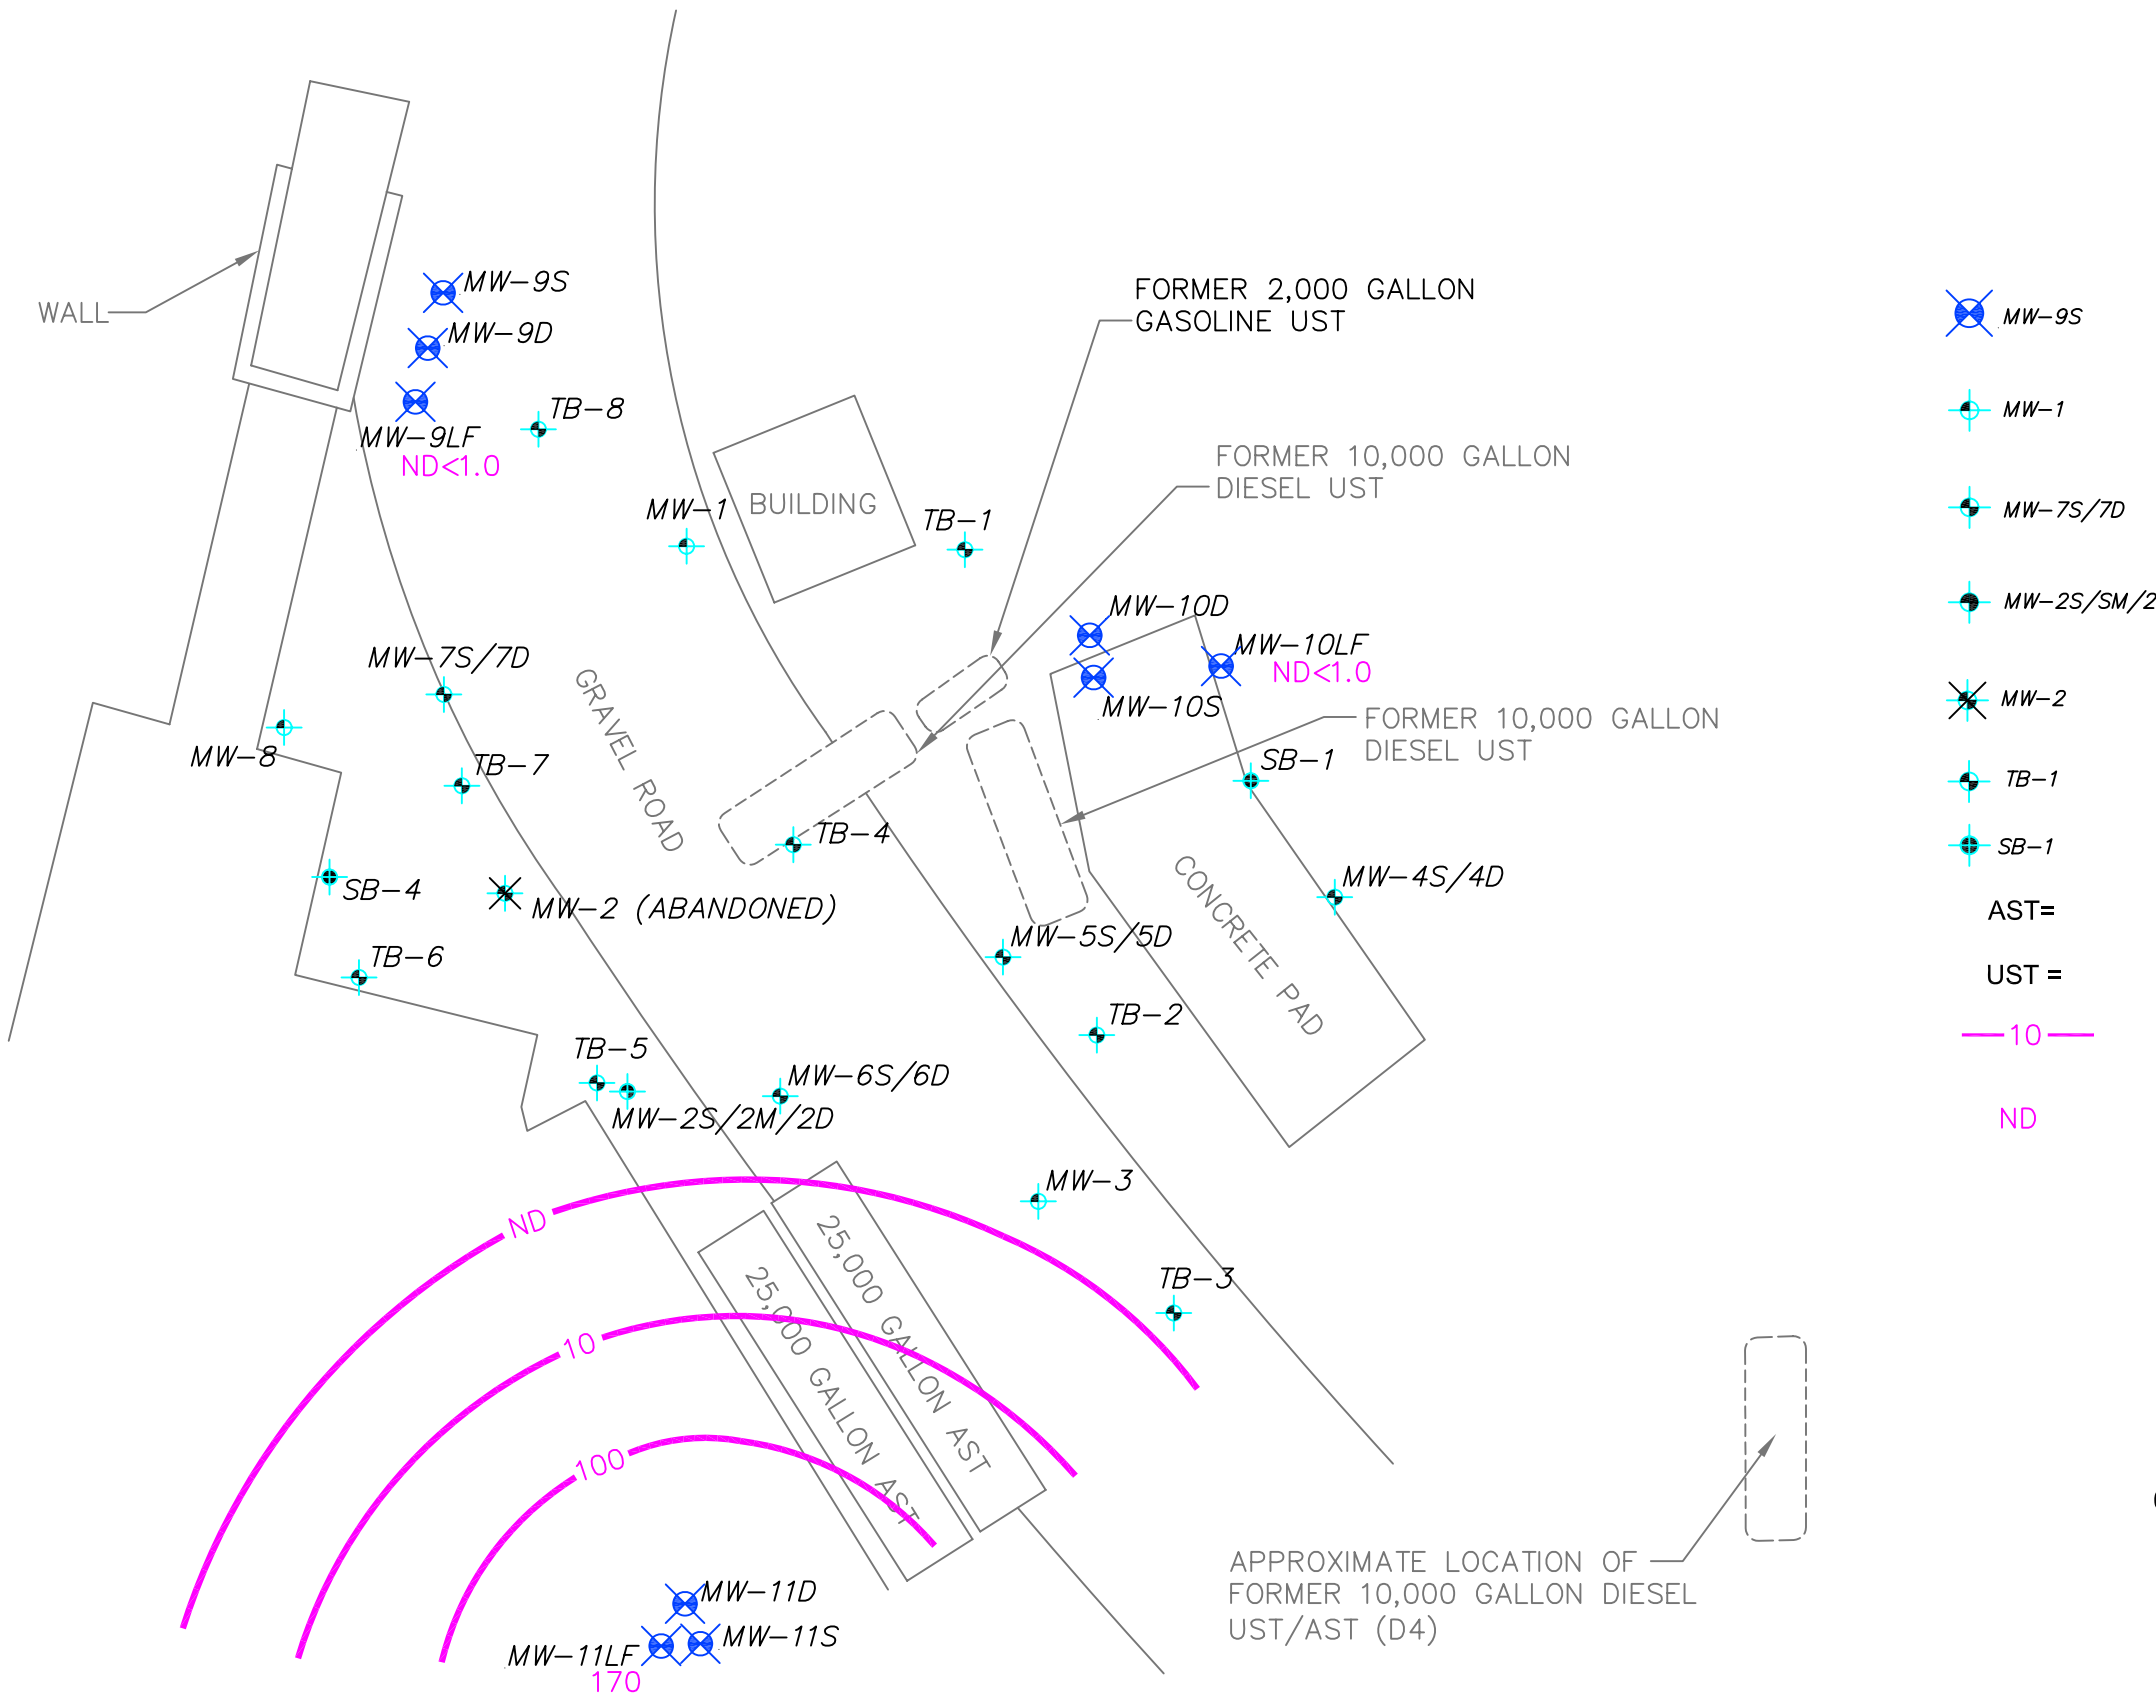 WALL
MW-9S
MW-9D
MW-9LF
ND<1.0
TB-8
FORMER 2,000 GALLON
GASOLINE UST
FORMER 10,000 GALLON
DIESEL UST
MW-1
BUILDING
TB-1
MW-10D
MW-10LF
ND<1.0
MW-10S
MW-7S/7D
GRAVEL ROAD
FORMER 10,000 GALLON
DIESEL UST
MW-8
TB-7
SB-1
TB-4
SB-4
MW-2 (ABANDONED)
MW-4S/4D
CONCRETE PAD
MW-5S/5D
TB-6
TB-2
TB-5
MW-6S/6D
MW-2S/2M/2D
MW-3
ND
25,000 GALLON AST
25,000 GALLON AST
TB-3
10
100
APPROXIMATE LOCATION OF
FORMER 10,000 GALLON DIESEL
UST/AST (D4)
MW-11D
MW-11S
MW-11LF
170
MW-9S
MW-1
MW-7S/7D
MW-2S/SM/2
MW-2
TB-1
SB-1
AST=
UST =
10
ND